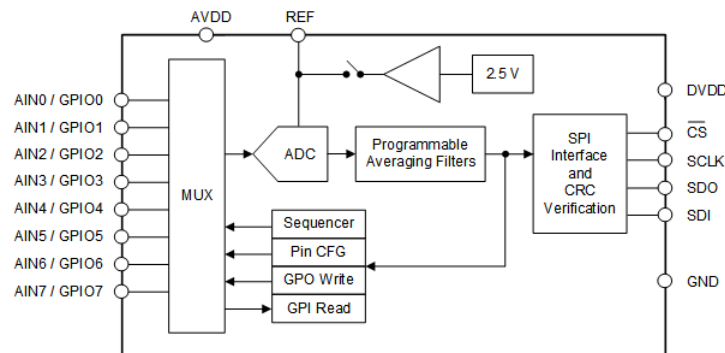 AVDD
REF
2.5 V
AIN0 / GPIO0
AIN1 / GPIO1
AIN2 / GPIO2
AIN3 / GPIO3
AIN4 / GPIO4
AIN5 / GPIO5
AIN6 / GPIO6
AIN7 / GPIO7
MUX
ADC
Programmable
Averaging Filters
Sequencer
Pin CFG
GPO Write
GPI Read
SPI
Interface
and
CRC
Verification
DVDD
CS
SCLK
SDO
SDI
GND